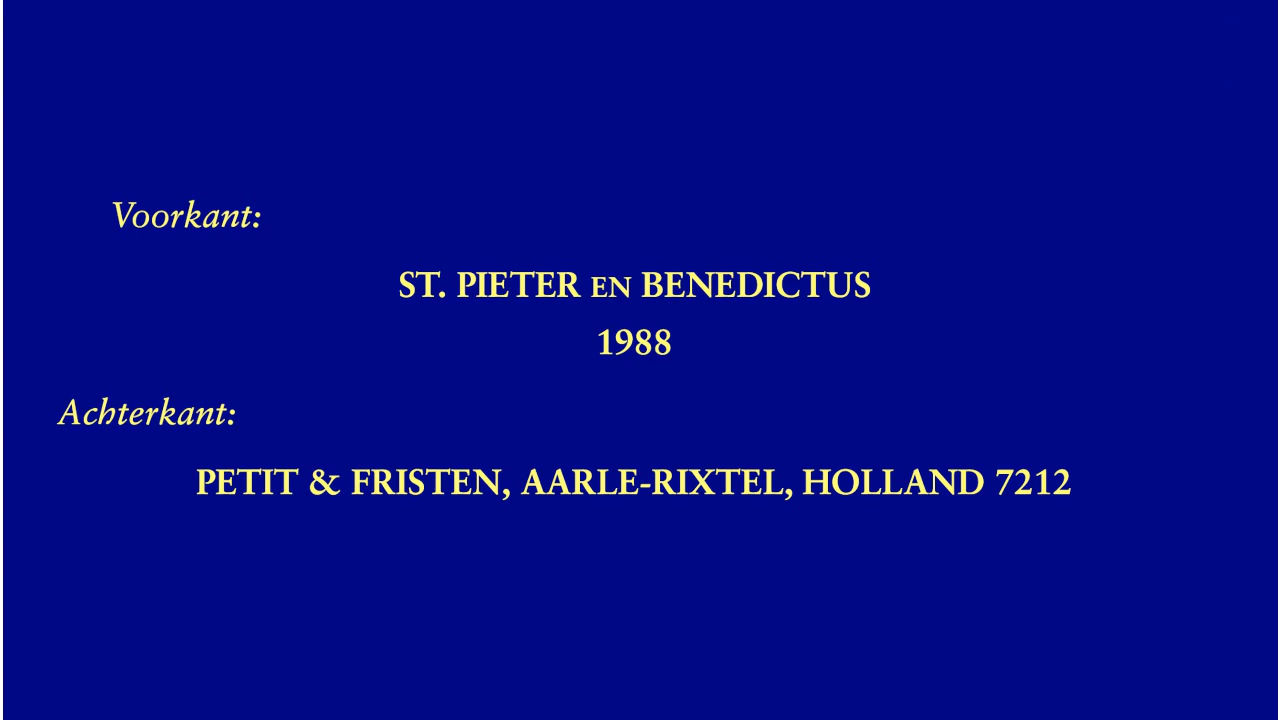 Voorkant:
ST. PIETER EN BENEDICTUS
1988
Achterkant:
PETIT & FRISTEN, AARLE-RIXTEL, HOLLAND 7212